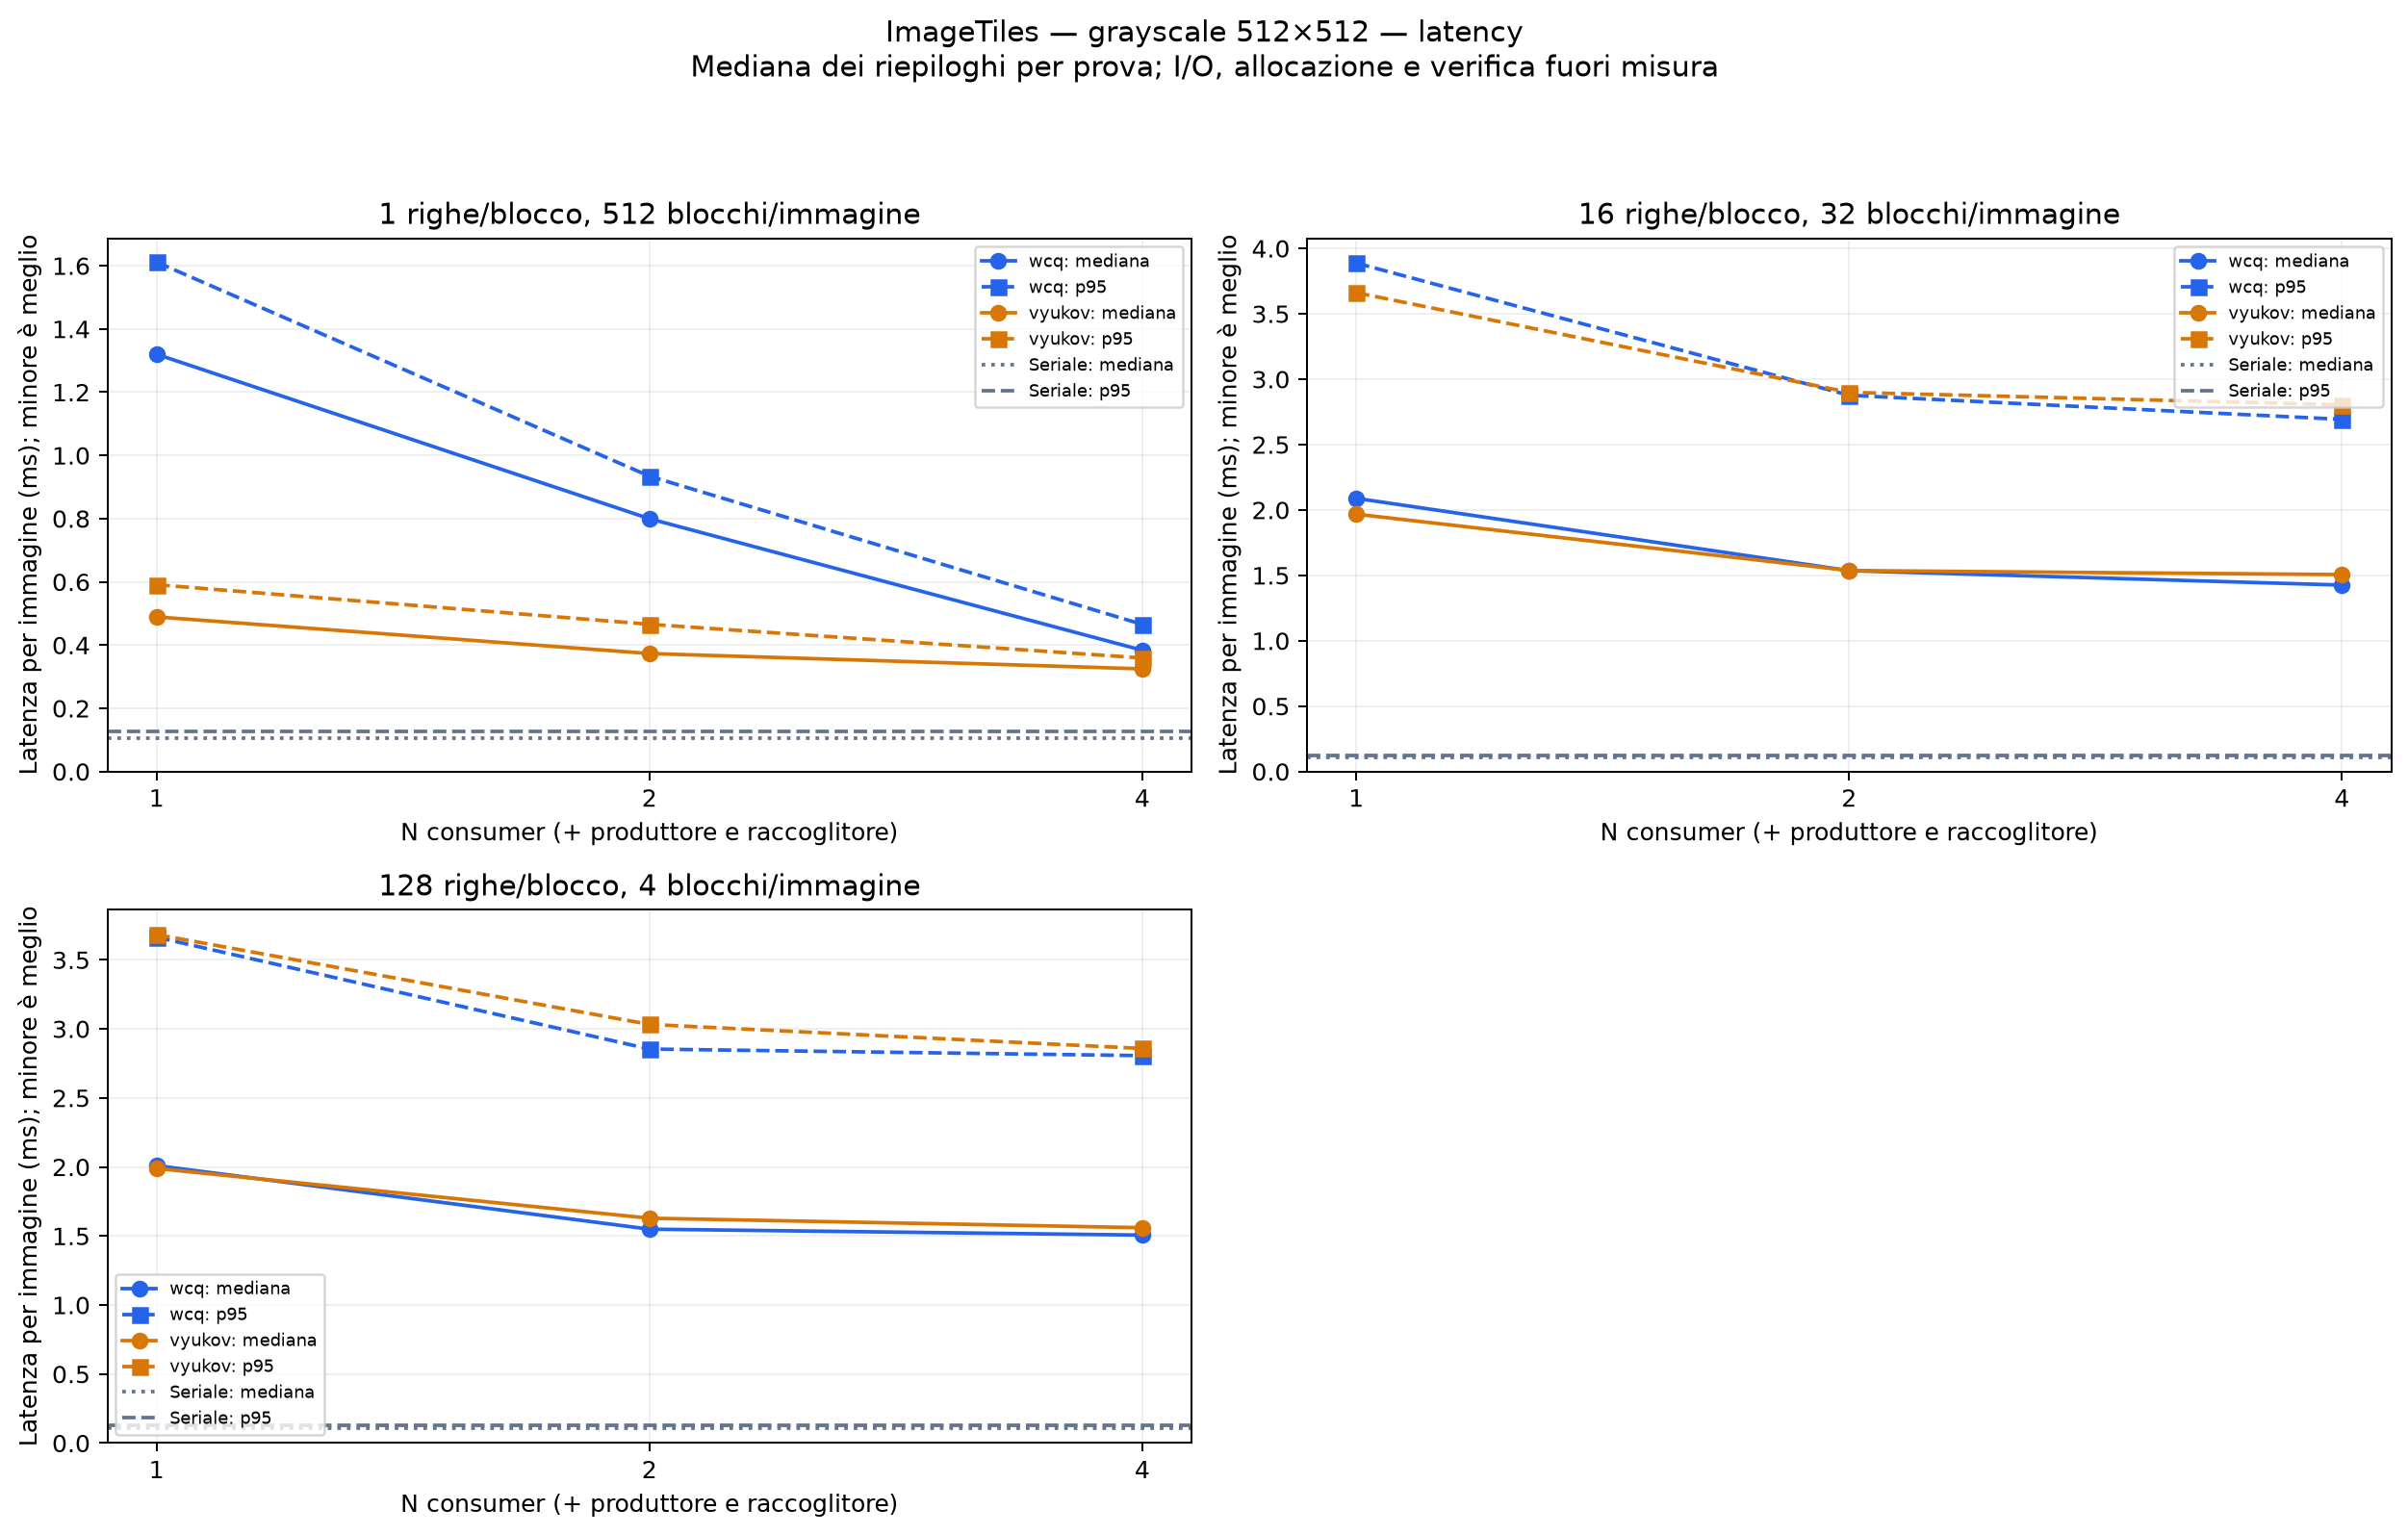 ImageTiles — grayscale 512×512 — latency
Mediana dei riepiloghi per prova; I/O, allocazione e verifica fuori misura
1 righe/blocco, 512 blocchi/immagine
Latenza per immagine (ms); minore è meglio
1.6
1.4
1.2
1.0
0.8
0.6
0.4
0.2
0.0
wcq: mediana
wcq: p95
vyukov: mediana
vyukov: p95
Seriale: mediana
Seriale: p95
1 2 4
N consumer (+ produttore e raccoglitore)
16 righe/blocco, 32 blocchi/immagine
Latenza per immagine (ms); minore è meglio
4.0
3.5
3.0
2.5
2.0
1.5
1.0
0.5
0.0
wcq: mediana
wcq: p95
vyukov: mediana
vyukov: p95
Seriale: mediana
Seriale: p95
1 2 4
N consumer (+ produttore e raccoglitore)
128 righe/blocco, 4 blocchi/immagine
Latenza per immagine (ms); minore è meglio
3.5
3.0
2.5
2.0
1.5
1.0
0.5
0.0
wcq: mediana
wcq: p95
vyukov: mediana
vyukov: p95
Seriale: mediana
Seriale: p95
1 2 4
N consumer (+ produttore e raccoglitore)